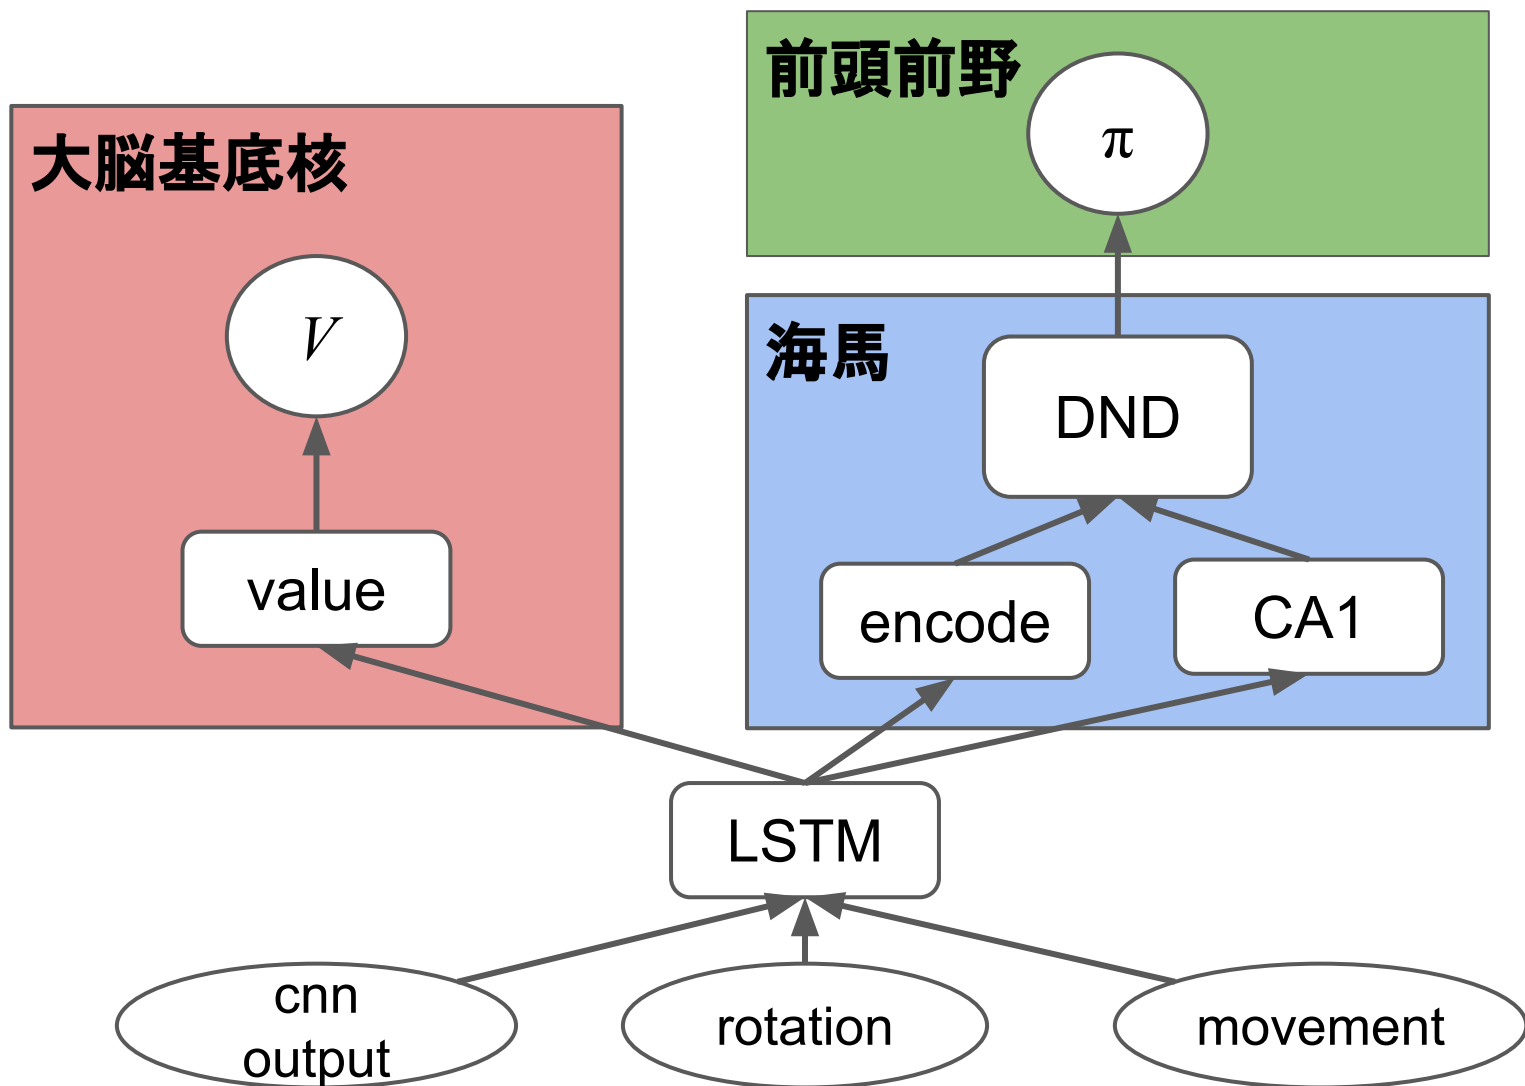 前頭前野
π
大脳基底核
V
海馬
DND
value
encode
CA1
LSTM
cnn
output
rotation
movement